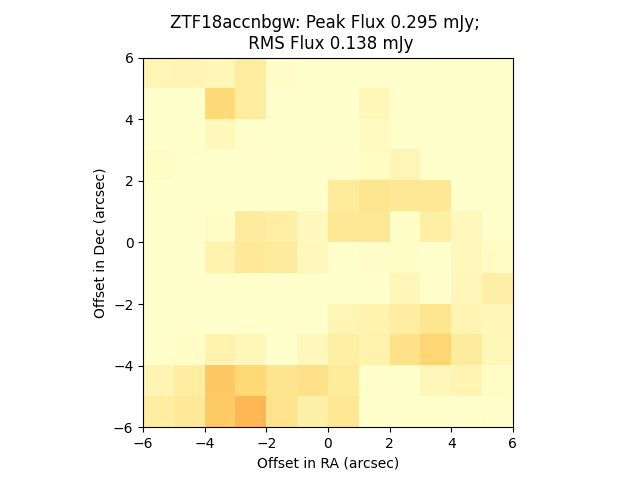 ZTF18accnbgw: Peak Flux 0.295 mJy;
RMS Flux 0.138 mJy
6
4
2
0
−2
−4
−6
Offset in Dec (arcsec)
−6 −4 −2 0 2 4 6
Offset in RA (arcsec)